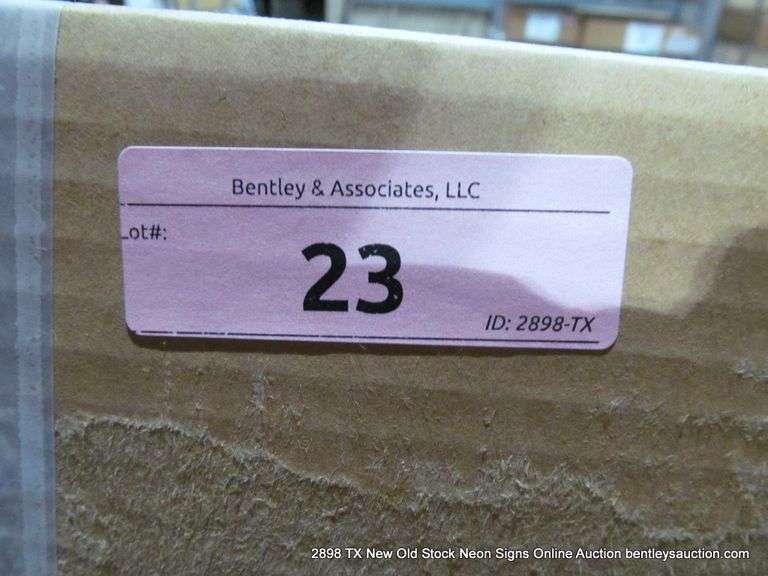 Bentley & Associates, LLC
Lot#:
23
ID: 2898-TX
2898 TX New Old Stock Neon Signs Online Auction bentleysauction.com